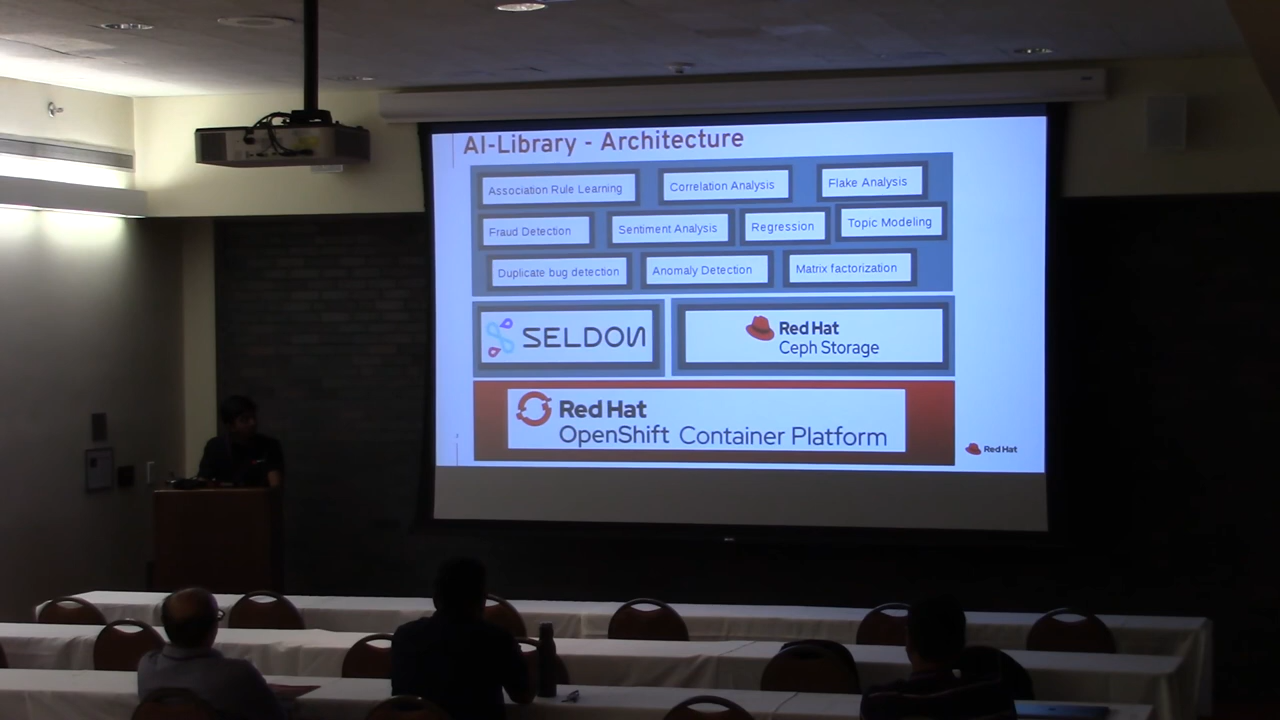 AI-Library - Architecture
Association Rule Learning
Correlation Analysis
Flake Analysis
Fraud Detection
Sentiment Analysis
Regression
Topic Modeling
Duplicate bug detection
Anomaly Detection
Matrix factorization
SELDON
Red Hat
Ceph Storage
Red Hat
OpenShift Container Platform
Red Hat